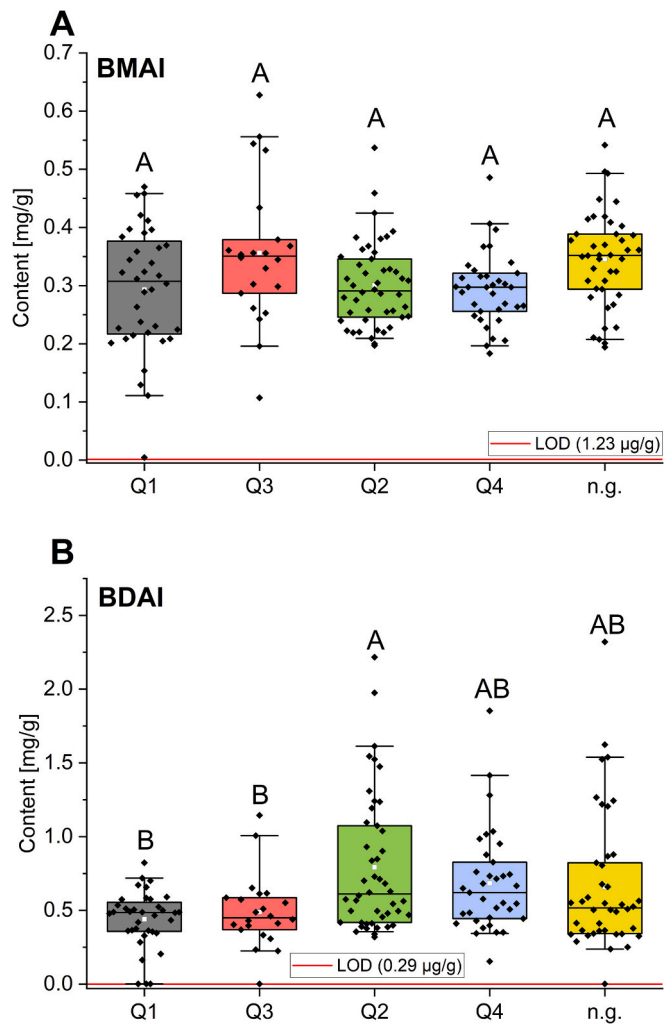 A
0.7
BMAI
0.6
0.5
0.4
0.3
0.2
0.1
0.0
Content [mg/g]
A
A
A
A
A
LOD (1.23 µg/g)
Q1 Q3 Q2 Q4 n.g.
B
BDAI
2.5
2.0
1.5
1.0
0.5
0.0
Content [mg/g]
B
B
A
AB
AB
LOD (0.29 µg/g)
Q1 Q3 Q2 Q4 n.g.